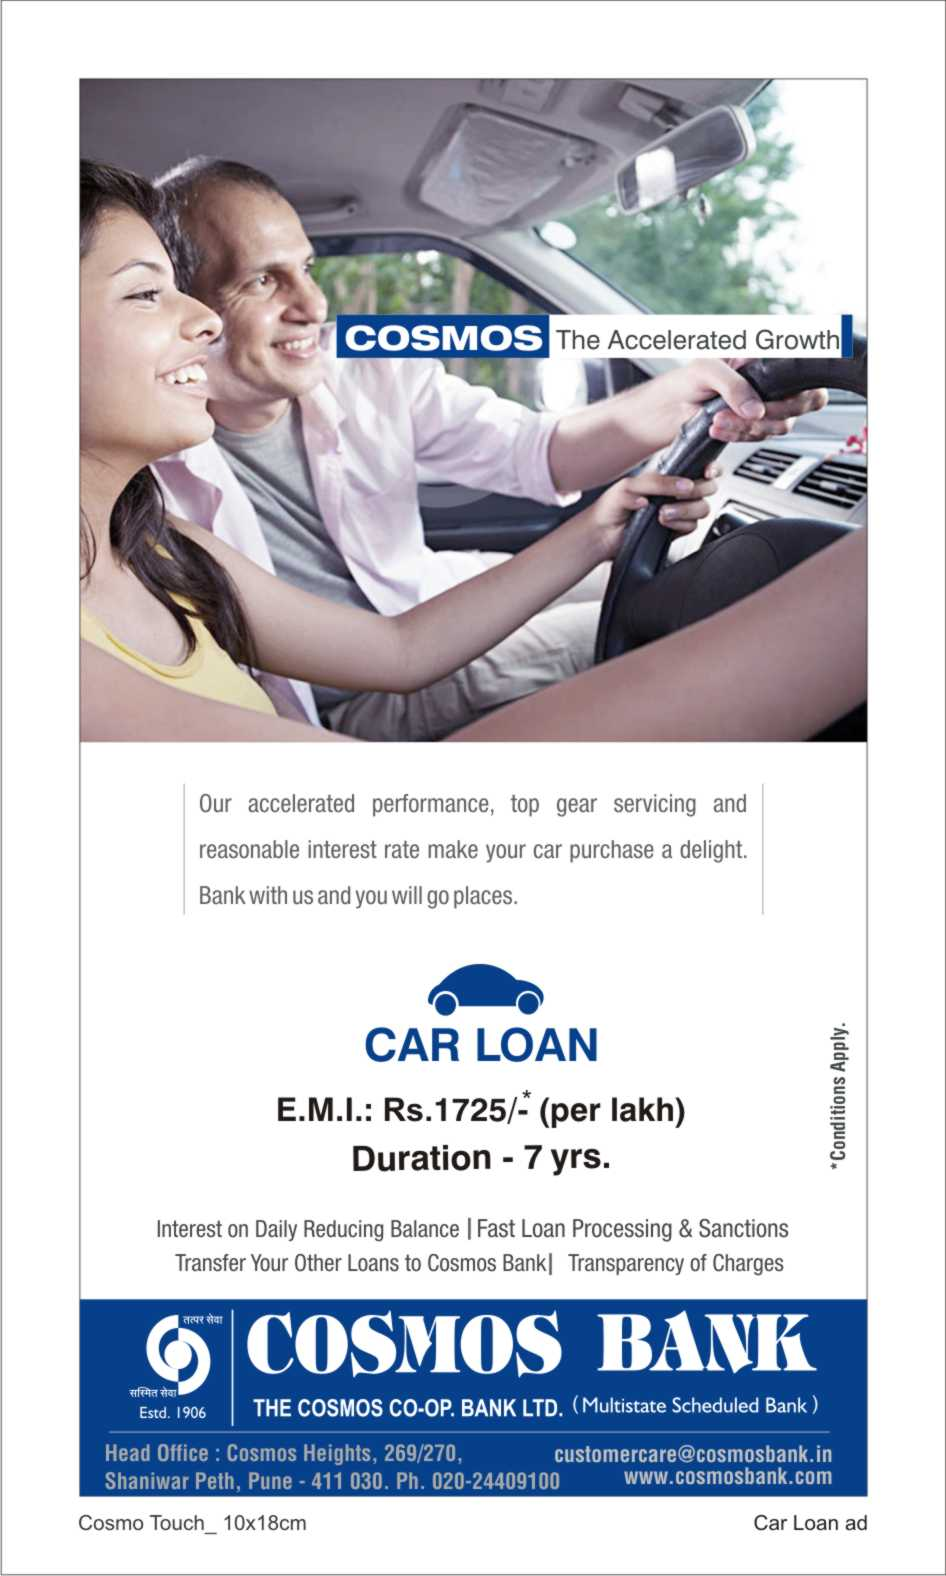 COSMOS The Accelerated Growth
Our accelerated performance, top gear servicing and
reasonable interest rate make your car purchase a delight.
Bank with us and you will go places.
CAR LOAN
E.M.I.: Rs.1725/-* (per lakh)
Duration - 7 yrs.
*Conditions Apply.
Interest on Daily Reducing Balance | Fast Loan Processing & Sanctions
Transfer Your Other Loans to Cosmos Bank| Transparency of Charges
तत्पर सेवा
सस्मित सेवा
Estd. 1906
COSMOS BANK
THE COSMOS CO-OP. BANK LTD. (Multistate Scheduled Bank)
Head Office : Cosmos Heights, 269/270,
Shaniwar Peth, Pune - 411 030. Ph. 020-24409100
customercare@cosmosbank.in
www.cosmosbank.com
Cosmo Touch_ 10x18cm
Car Loan ad